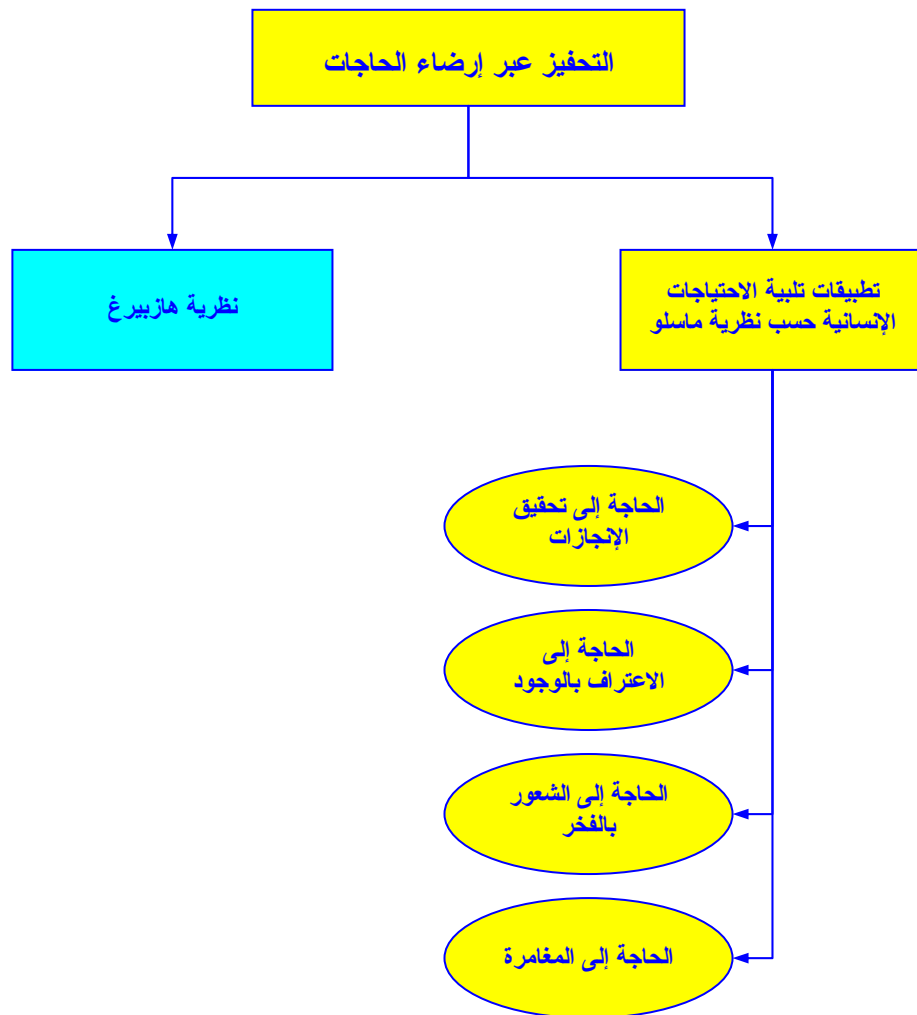 التحفيز عبر إرضاء الحاجات
تطبيقات تلبية الاحتياجات
الإنسانية حسب نظرية ماسلو
نظرية هازبيرغ
الحاجة إلى تحقيق
الإنجازات
الحاجة إلى
الاعتراف بالوجود
الحاجة إلى الشعور
بالفخر
الحاجة إلى المغامرة